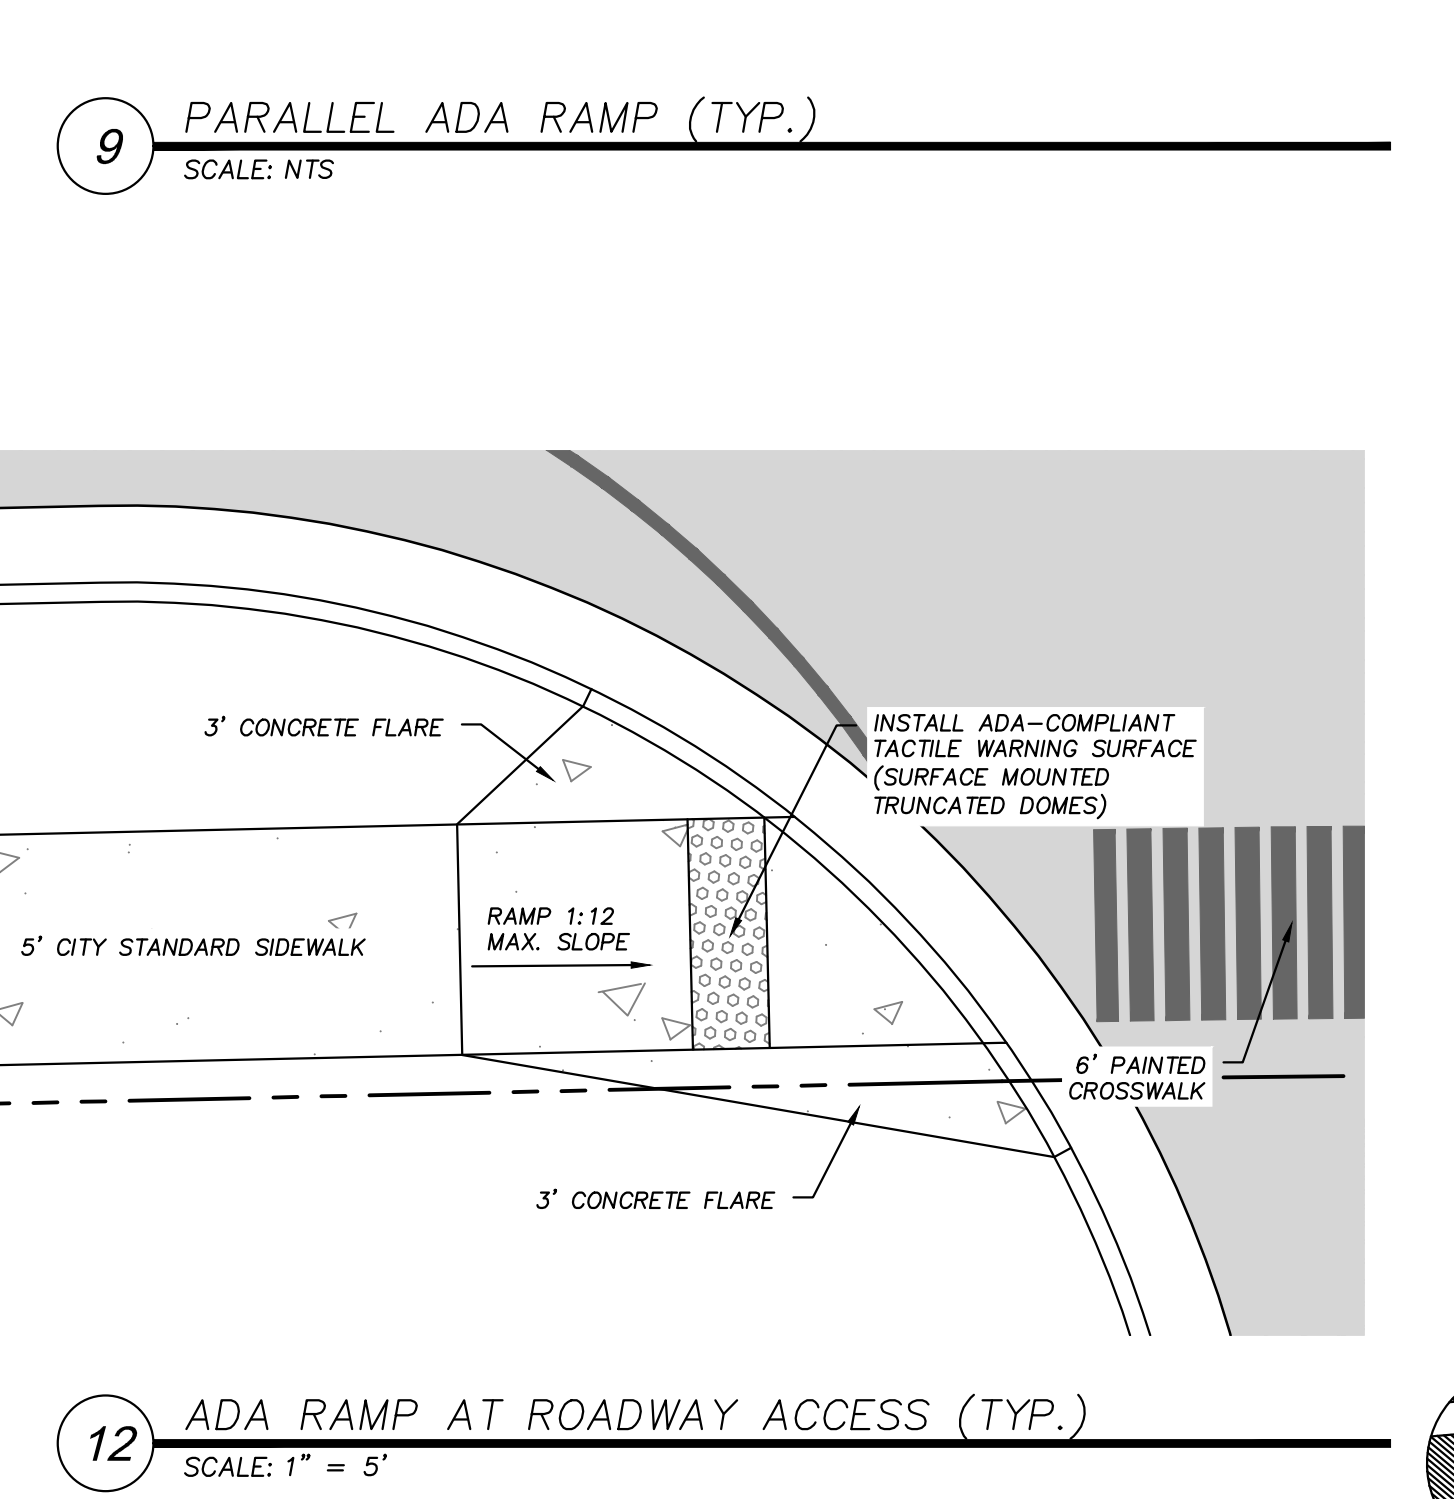 9
PARALLEL ADA RAMP (TYP.)
SCALE: NTS
3' CONCRETE FLARE
INSTALL ADA-COMPLIANT
TACTILE WARNING SURFACE
(SURFACE MOUNTED
TRUNCATED DOMES)
5' CITY STANDARD SIDEWALK
RAMP 1:12
MAX. SLOPE
6' PAINTED
CROSSWALK
3' CONCRETE FLARE
12
ADA RAMP AT ROADWAY ACCESS (TYP.)
SCALE: 1" = 5'